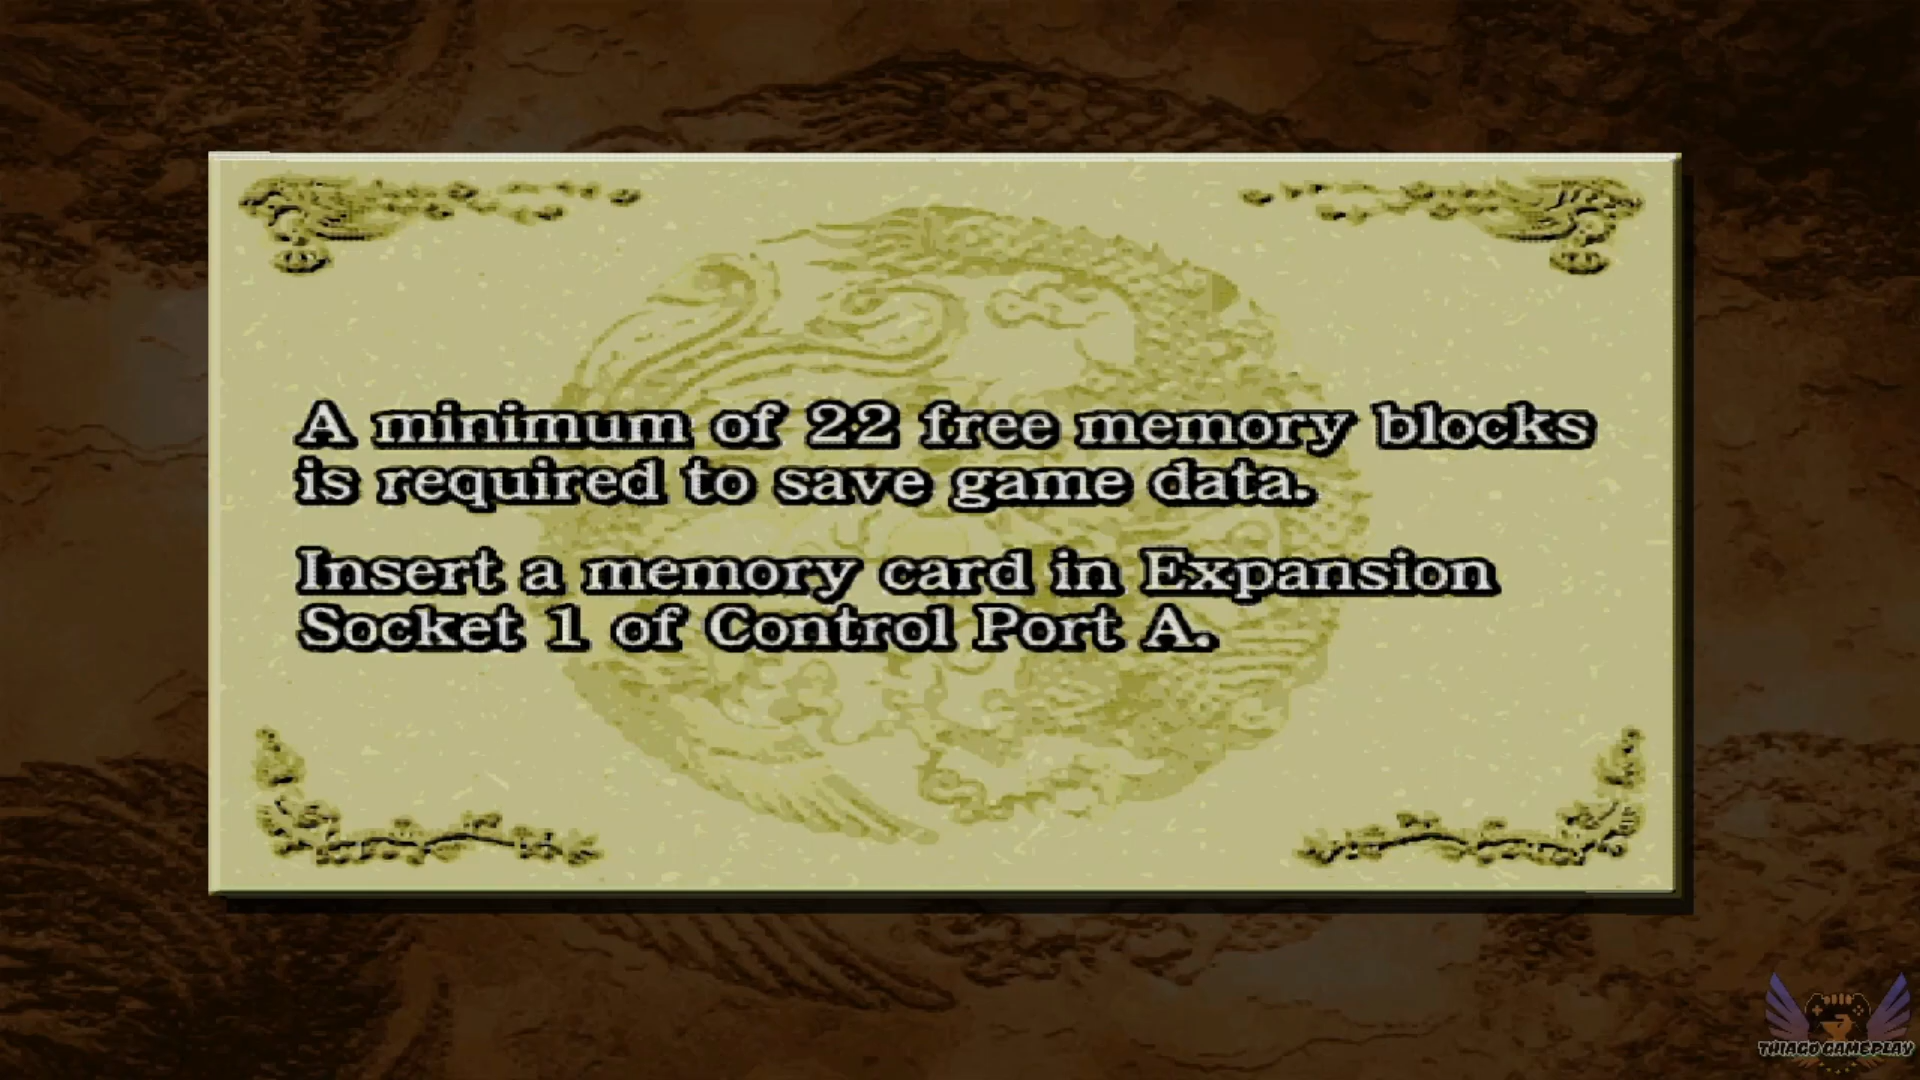 A minimum of 22 free memory blocks
is required to save game data.
Insert a memory card in Expansion
Socket 1 of Control Port A.
THIAGO GAMEPLAY